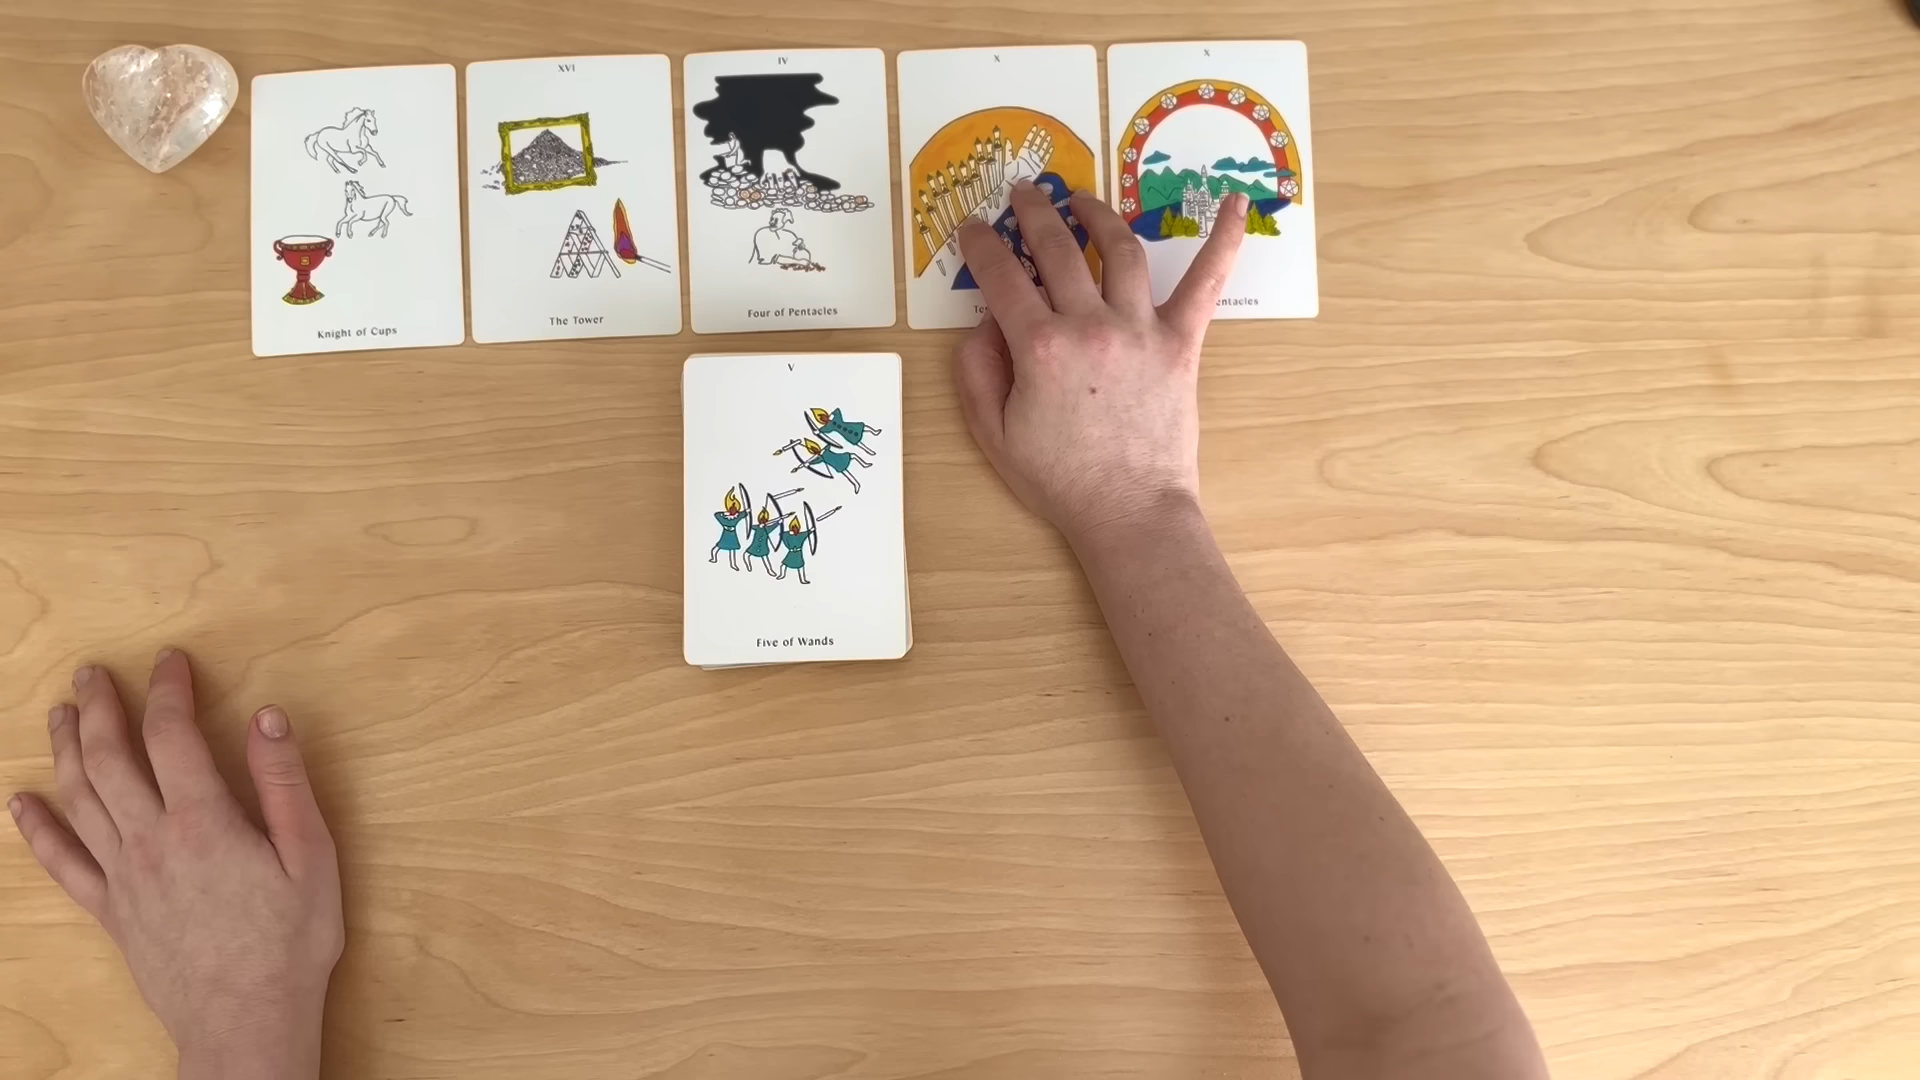 Knight of Cups
XVI
The Tower
IV
Four of Pentacles
X
X
V
Five of Wands